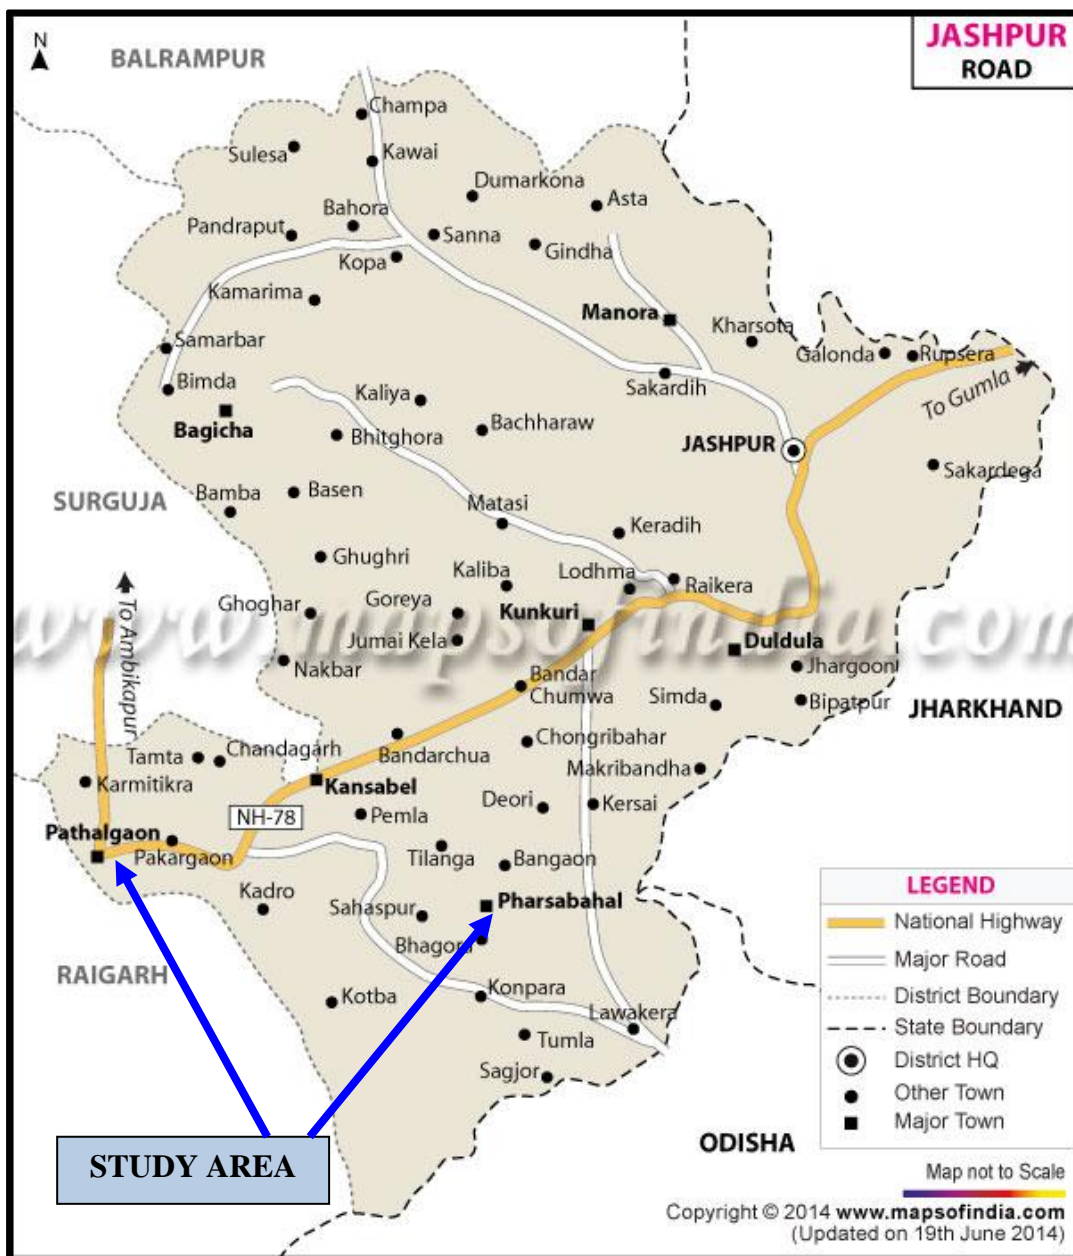 JASHPUR
ROAD
N
BALRAMPUR
Champa
Sulesa
Kawai
Dumarkona
Asta
Bahora
Pandraput
Sanna
Gindha
Kopa
Kamarima
Manora
Kharsota
Samarbar
Galonda
Rupsera
Bimda
Sakardih
To Gumla
Kaliya
Bagicha
Bhitghora
Bachharaw
JASHPUR
Sakardega
SURGUJA
Bamba
Basen
Matasi
Keradih
Ghughri
Kaliba
Lodhma
Raikera
To Ambikapur
Ghoghar
Goreya
Kunkuri
www.mapsofindia.com
Jumai Kela
Duldula
Nakbar
Jhargoon
Bandar
Chumwa
Simda
Bipatpur
JHARKHAND
Tamta
Chandagarh
Bandarchua
Chongribahar
Karmitikra
Kansabel
Makribandha
NH-78
Pemla
Deori
Kersai
Pathalgaon
Pakargaon
Tilanga
Bangaon
Kadro
Sahaspur
Pharsabahal
Bhagora
RAIGARH
Kotba
Konpara
Lawakera
Tumla
Sagjor
STUDY AREA
ODISHA
LEGEND
National Highway
Major Road
District Boundary
State Boundary
District HQ
Other Town
Major Town
Map not to Scale
Copyright © 2014 www.mapsofindia.com
(Updated on 19th June 2014)